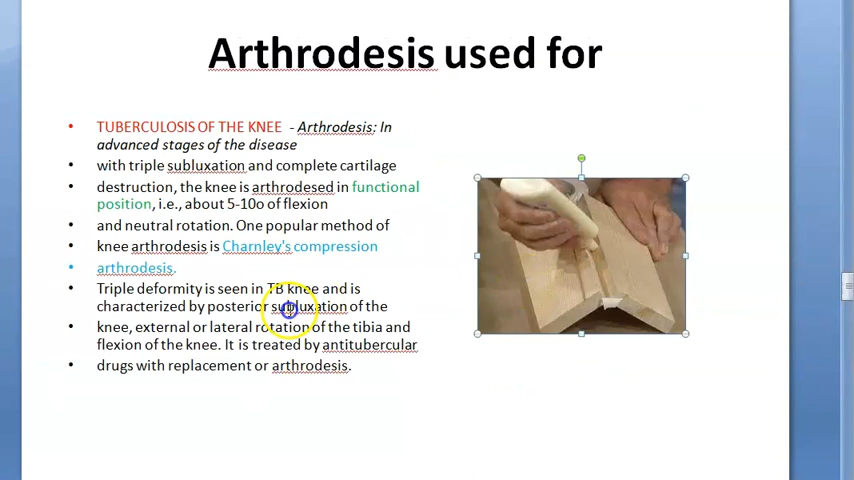 Arthrodesis used for
• TUBERCULOSIS OF THE KNEE - Arthrodesis: In
advanced stages of the disease
• with triple subluxation and complete cartilage
• destruction, the knee is arthrodesed in functional
position, i.e., about 5-10o of flexion
• and neutral rotation. One popular method of
• knee arthrodesis is Charnley's compression
• arthrodesis.
• Triple deformity is seen in TB knee and is
characterized by posterior subluxation of the
• knee, external or lateral rotation of the tibia and
flexion of the knee. It is treated by antitubercular
• drugs with replacement or arthrodesis.